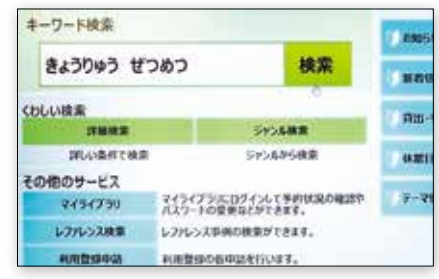 キーワード検索
きょうりゅう ぜつめつ 検索
くわしい検索
詳細検索 ジャンル検索
詳しい条件で検索 ジャンルから検索
その他のサービス
マイライブラリ マイライブラリにログインして予約状況の確認や
パスワードの変更などができます。
レファレンス検索 レファレンス事例の検索ができます。
利用登録申請 利用登録の仮申請を行います。
お知ら
新着
貸出・
休館日
テーマ